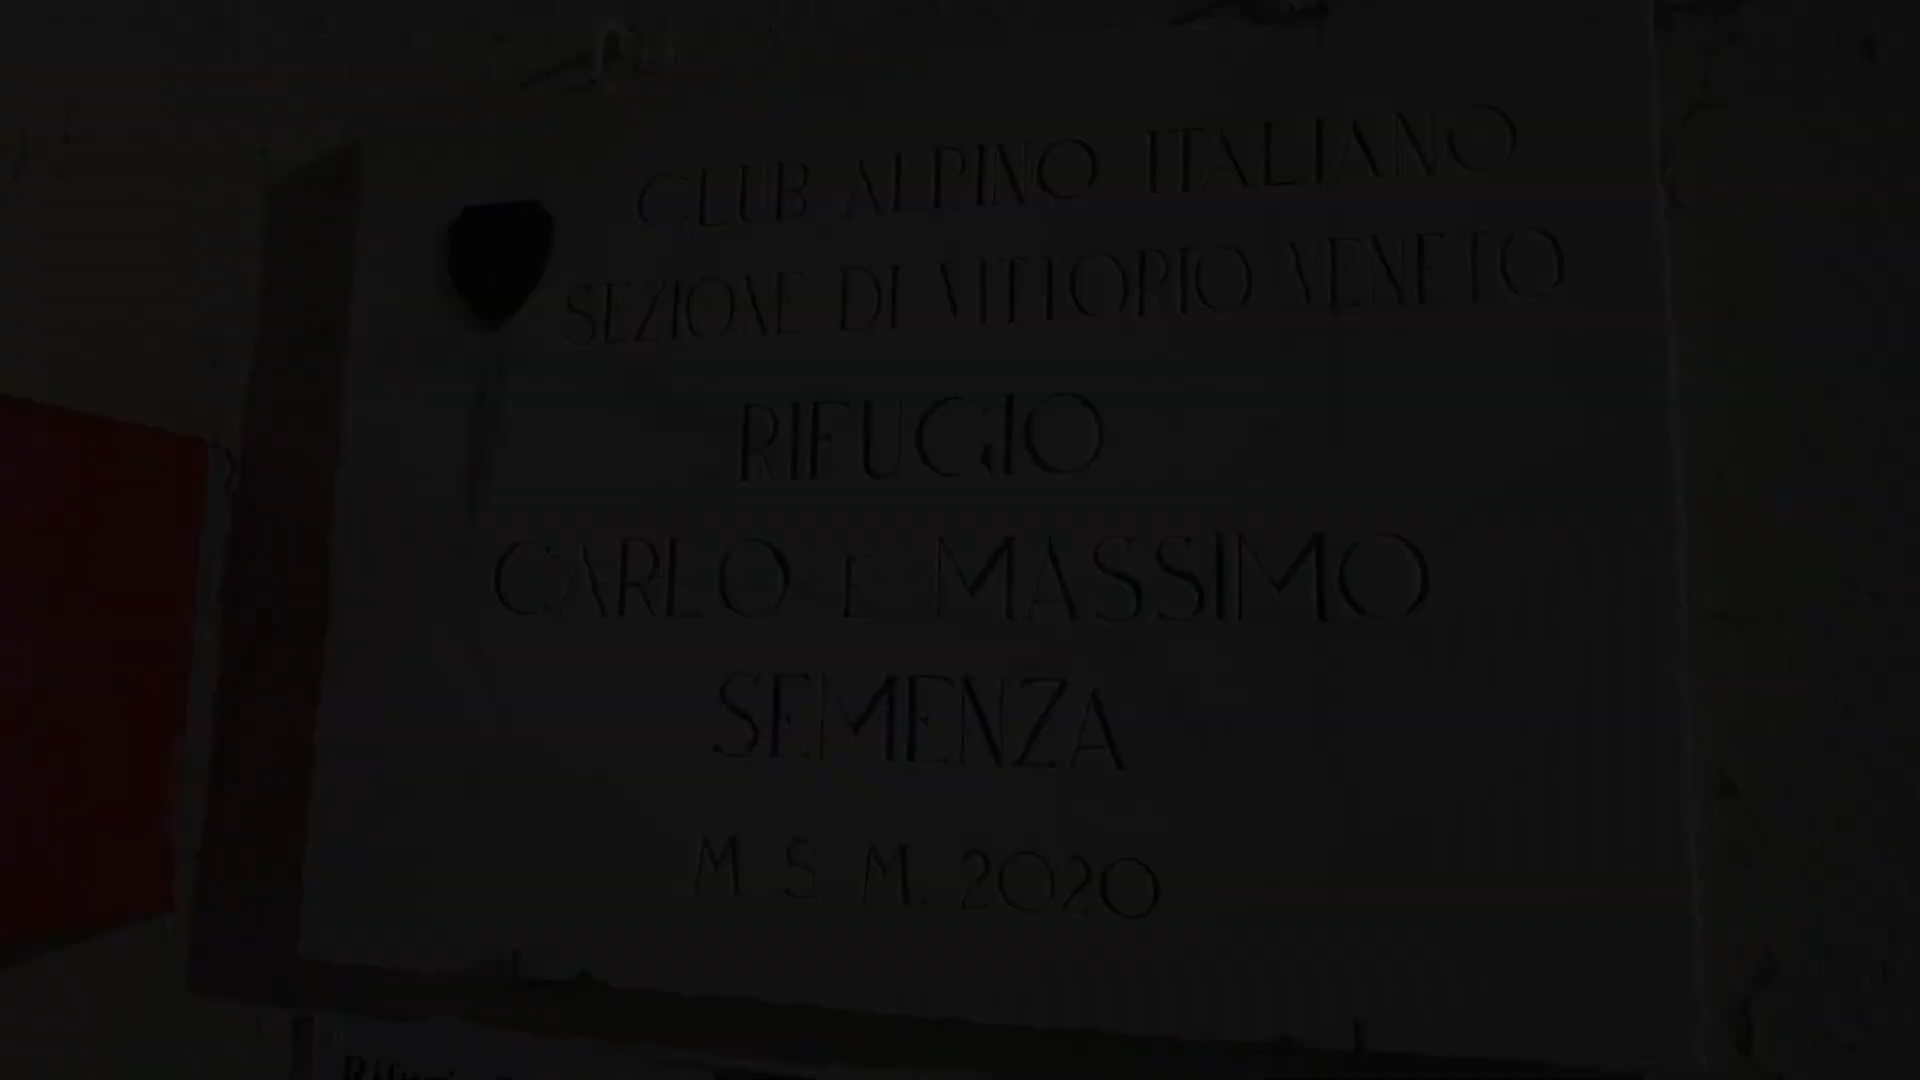 CLUB ALPINO ITALIANO
SEZIONE DI VITTORIO VENETO
RIFUGIO
CARLO E MASSIMO
SEMENZA
M. S. M. 2020